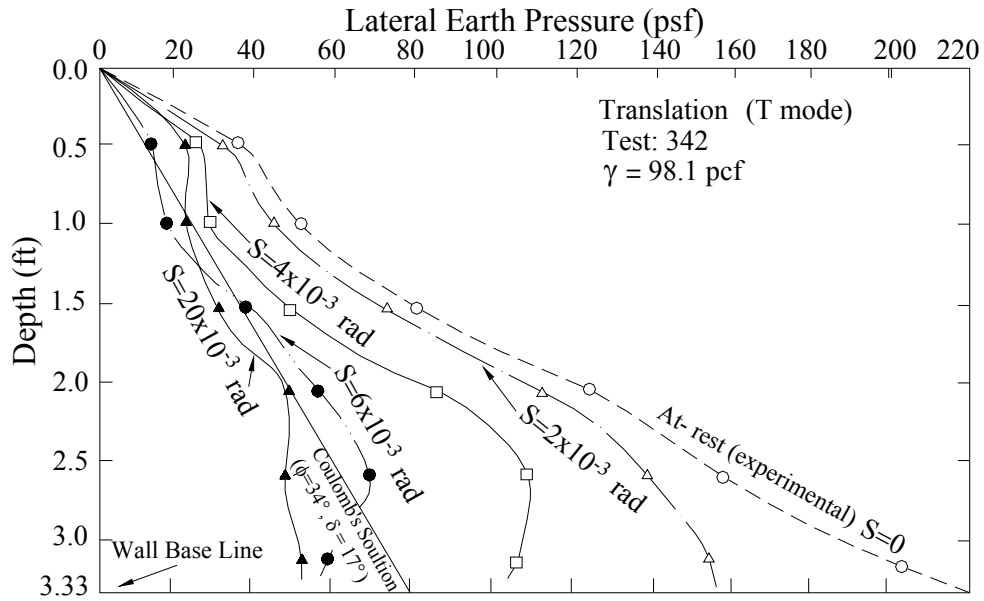 Lateral Earth Pressure (psf)
0 20 40 60 80 100 120 140 160 180 200 220
Depth (ft)
0.0
0.5
1.0
1.5
2.0
2.5
3.0
3.33
Translation (T mode)
Test: 342
γ = 98.1 pcf
S=4x10⁻³ rad
S=20x10⁻³ rad
S=6x10⁻³ rad
S=2x10⁻³ rad
At- rest (experimental) S=0
Coulomb's Soultion
(ϕ=34°, δ = 17°)
Wall Base Line